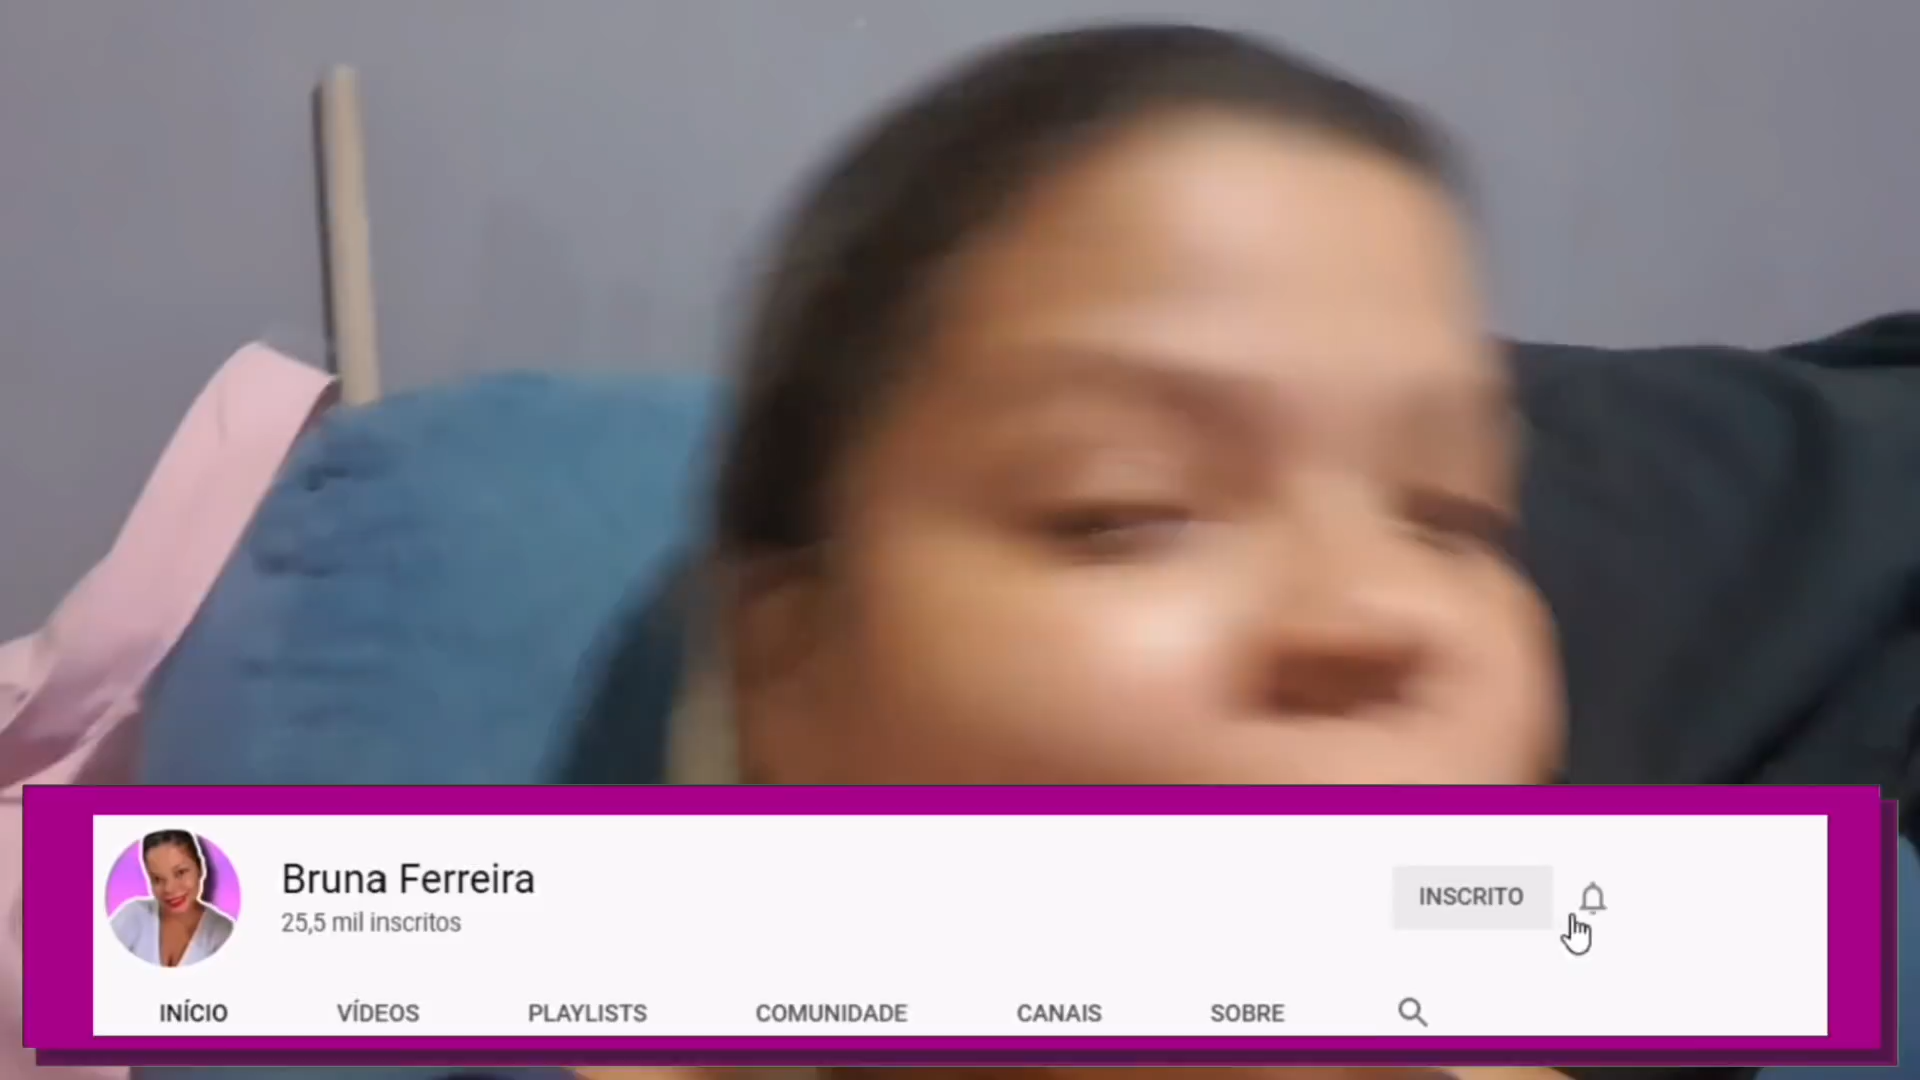 Bruna Ferreira
25,5 mil inscritos
INSCRITO
INÍCIO VÍDEOS PLAYLISTS COMUNIDADE CANAIS SOBRE